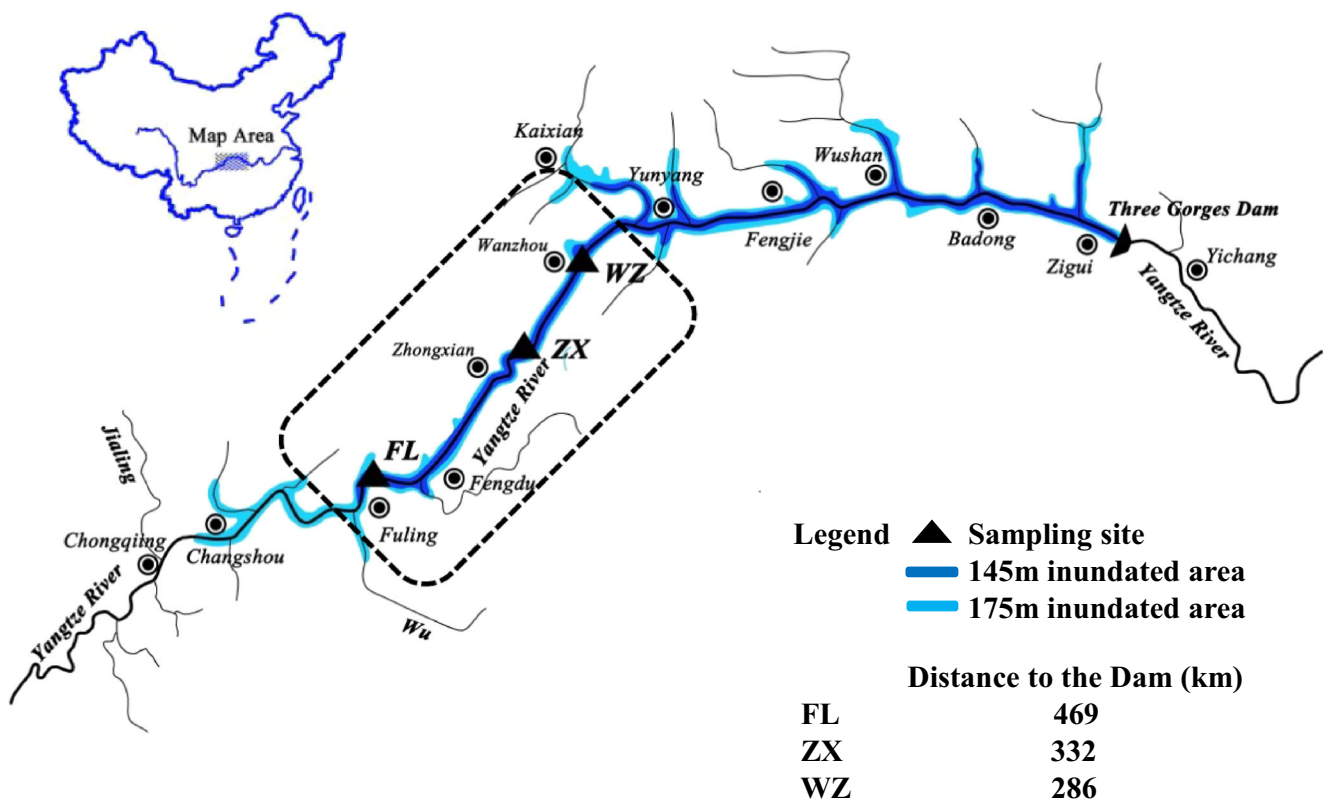 Map Area
Kaixian
Yunyang
Wushan
Three Gorges Dam
Wanzhou
WZ
Fengjie
Badong
Zigui
Yichang
Yangtze River
Zhongxian
ZX
Yangtze River
FL
Fengdu
Fuling
Jialing
Chongqiing
Changshou
Yangtze River
Wu
Legend Sampling site
145m inundated area
175m inundated area
Distance to the Dam (km)
FL 469
ZX 332
WZ 286